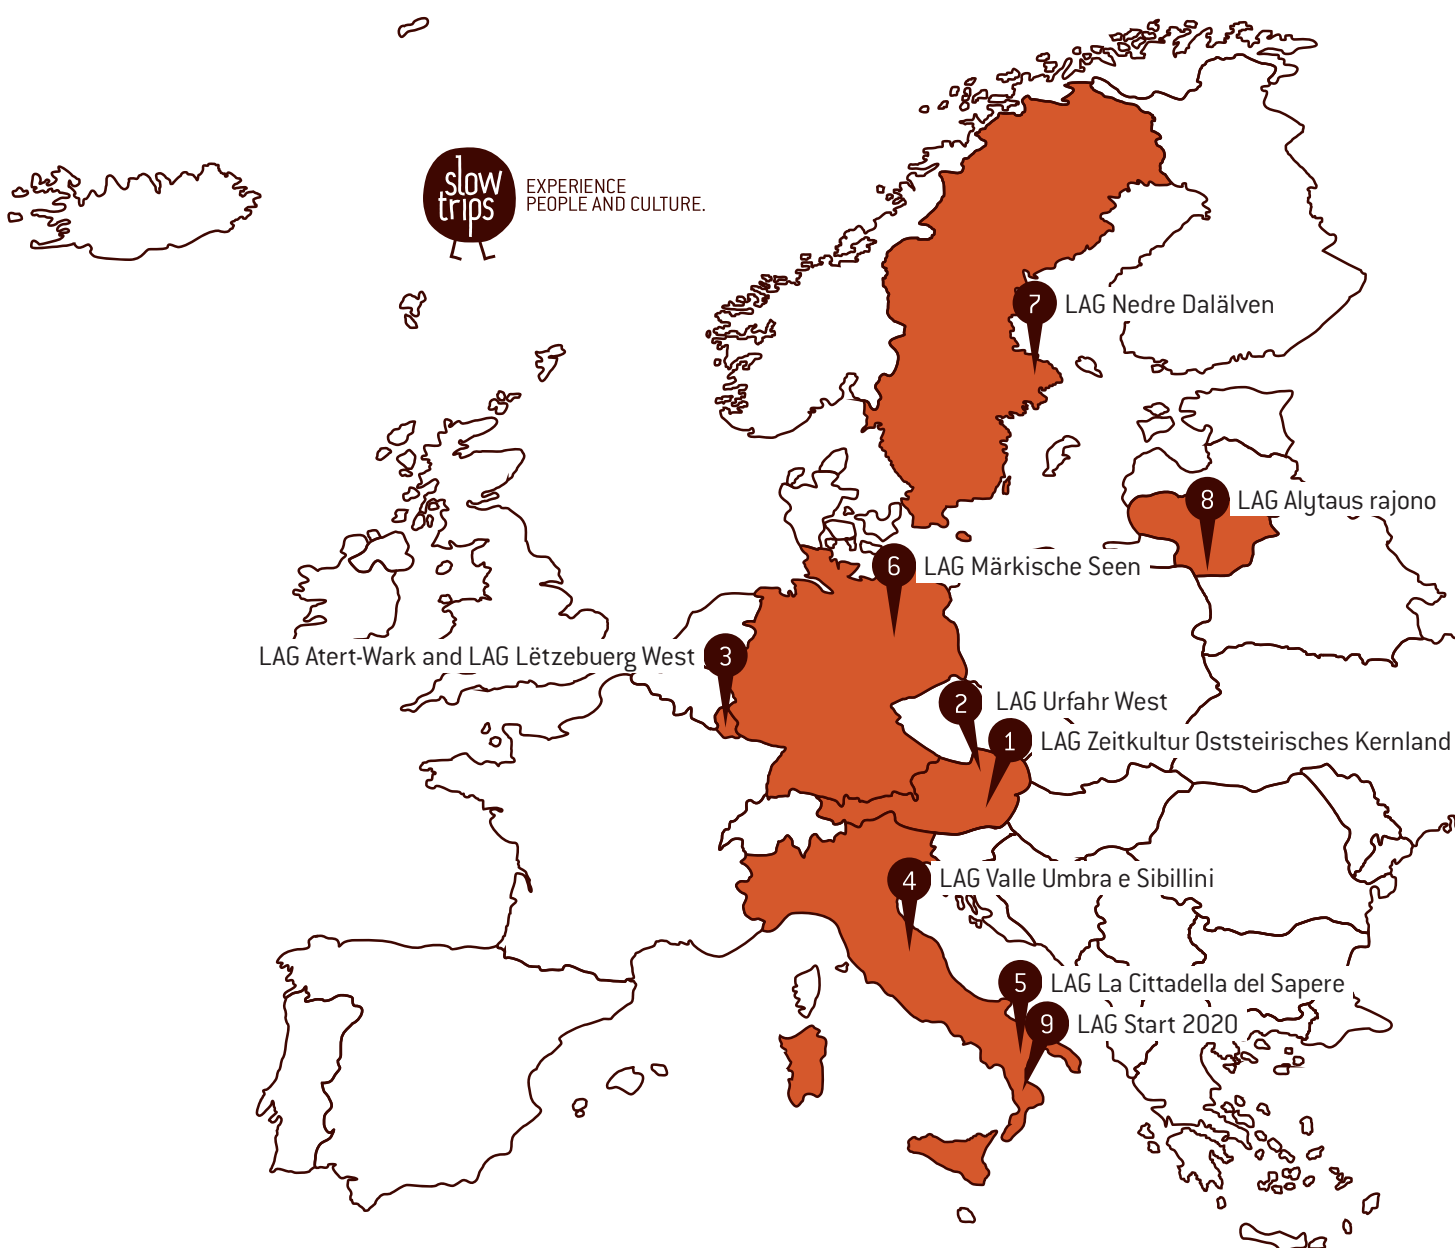 slow
trips
EXPERIENCE
PEOPLE AND CULTURE.
7 LAG Nedre Dalälven
8 LAG Alytaus rajono
6 LAG Märkische Seen
LAG Atert-Wark and LAG Lëtzebuerg West 3
2 LAG Urfahr West
1 LAG Zeitkultur Oststeirisches Kernland
4 LAG Valle Umbra e Sibillini
5 LAG La Cittadella del Sapere
9 LAG Start 2020